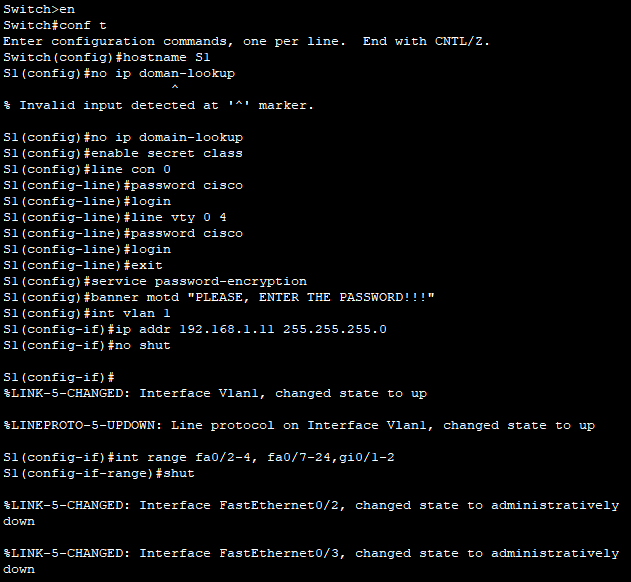 Switch>en
Switch#conf t
Enter configuration commands, one per line.  End with CNTL/Z.
Switch(config)#hostname S1
S1(config)#no ip doman-lookup
^
% Invalid input detected at '^' marker.
S1(config)#no ip domain-lookup
S1(config)#enable secret class
S1(config)#line con 0
S1(config-line)#password cisco
S1(config-line)#login
S1(config-line)#line vty 0 4
S1(config-line)#password cisco
S1(config-line)#login
S1(config-line)#exit
S1(config)#service password-encryption
S1(config)#banner motd "PLEASE, ENTER THE PASSWORD!!!"
S1(config)#int vlan 1
S1(config-if)#ip addr 192.168.1.11 255.255.255.0
S1(config-if)#no shut
S1(config-if)#
%LINK-5-CHANGED: Interface Vlan1, changed state to up
%LINEPROTO-5-UPDOWN: Line protocol on Interface Vlan1, changed state to up
S1(config-if)#int range fa0/2-4, fa0/7-24,gi0/1-2
S1(config-if-range)#shut
%LINK-5-CHANGED: Interface FastEthernet0/2, changed state to administratively
down
%LINK-5-CHANGED: Interface FastEthernet0/3, changed state to administratively
down